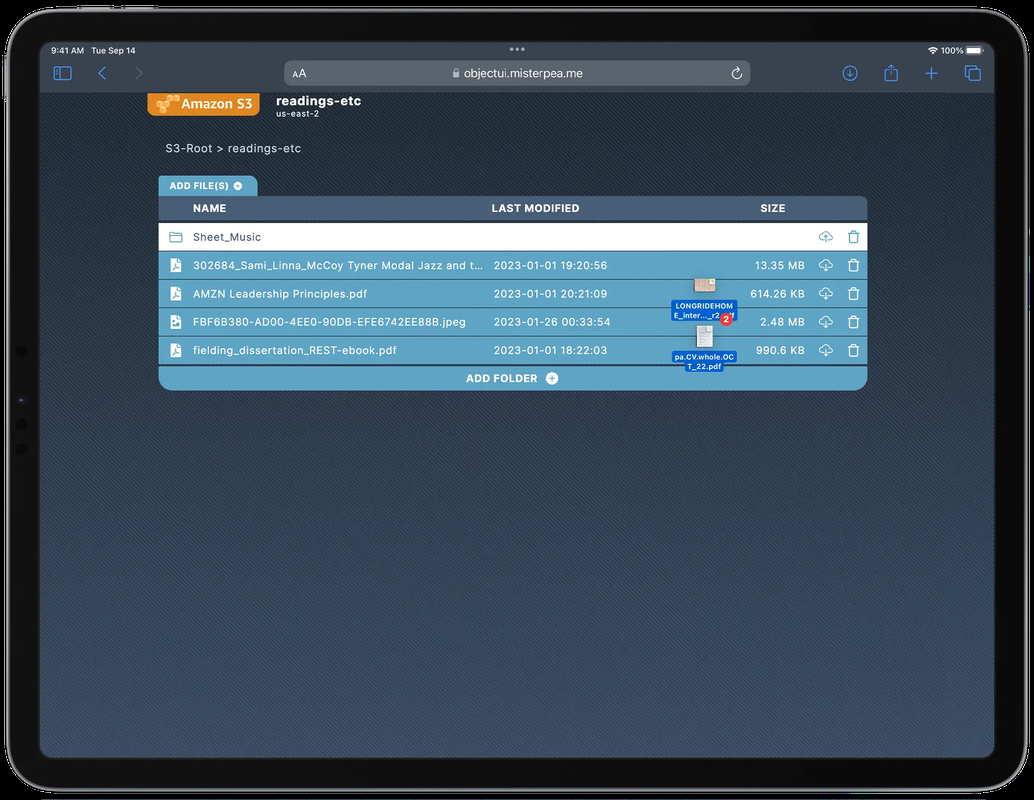 9:41 AM Tue Sep 14
100%
AA
objectui.misterpea.me
Amazon S3
readings-etc
us-east-2
S3-Root > readings-etc
ADD FILE(S)
NAME LAST MODIFIED SIZE
Sheet_Music
302684_Sami_Linna_McCoy Tyner Modal Jazz and t... 2023-01-01 19:20:56 13.35 MB
AMZN Leadership Principles.pdf 2023-01-01 20:21:09 614.26 KB
LONGRIDEHOM
E_inter..._r2.
2
FBF6B380-AD00-4EE0-90DB-EFE6742EE88B.jpeg 2023-01-26 00:33:54 2.48 MB
fielding_dissertation_REST-ebook.pdf 2023-01-01 18:22:03 990.6 KB
pa.CV.whole.OC
T_22.pdf
ADD FOLDER